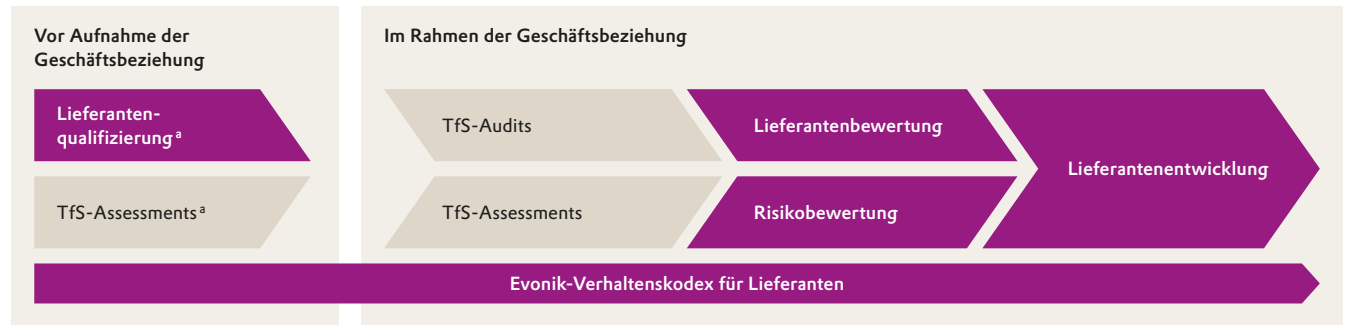 Vor Aufnahme der
Geschäftsbeziehung
Lieferanten-
qualifizierung a
TfS-Assessments a
Im Rahmen der Geschäftsbeziehung
TfS-Audits
Lieferantenbewertung
TfS-Assessments
Risikobewertung
Lieferantenentwicklung
Evonik-Verhaltenskodex für Lieferanten